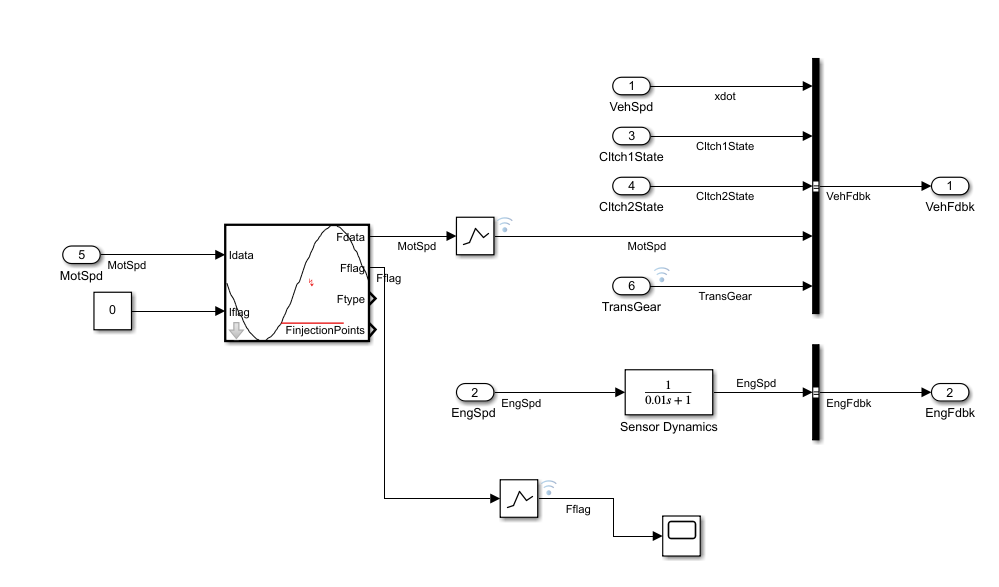 1
VehSpd
xdot
3
Cltch1State
Cltch1State
4
Cltch2State
Cltch2State
VehFdbk
1
VehFdbk
5
MotSpd
MotSpd
0
Idata
Iflag
Fdata
Fflag
Ftype
FinjectionPoints
MotSpd
Fflag
MotSpd
6
TransGear
TransGear
2
EngSpd
EngSpd
1
0.01s + 1
Sensor Dynamics
EngSpd
EngFdbk
2
EngFdbk
Fflag